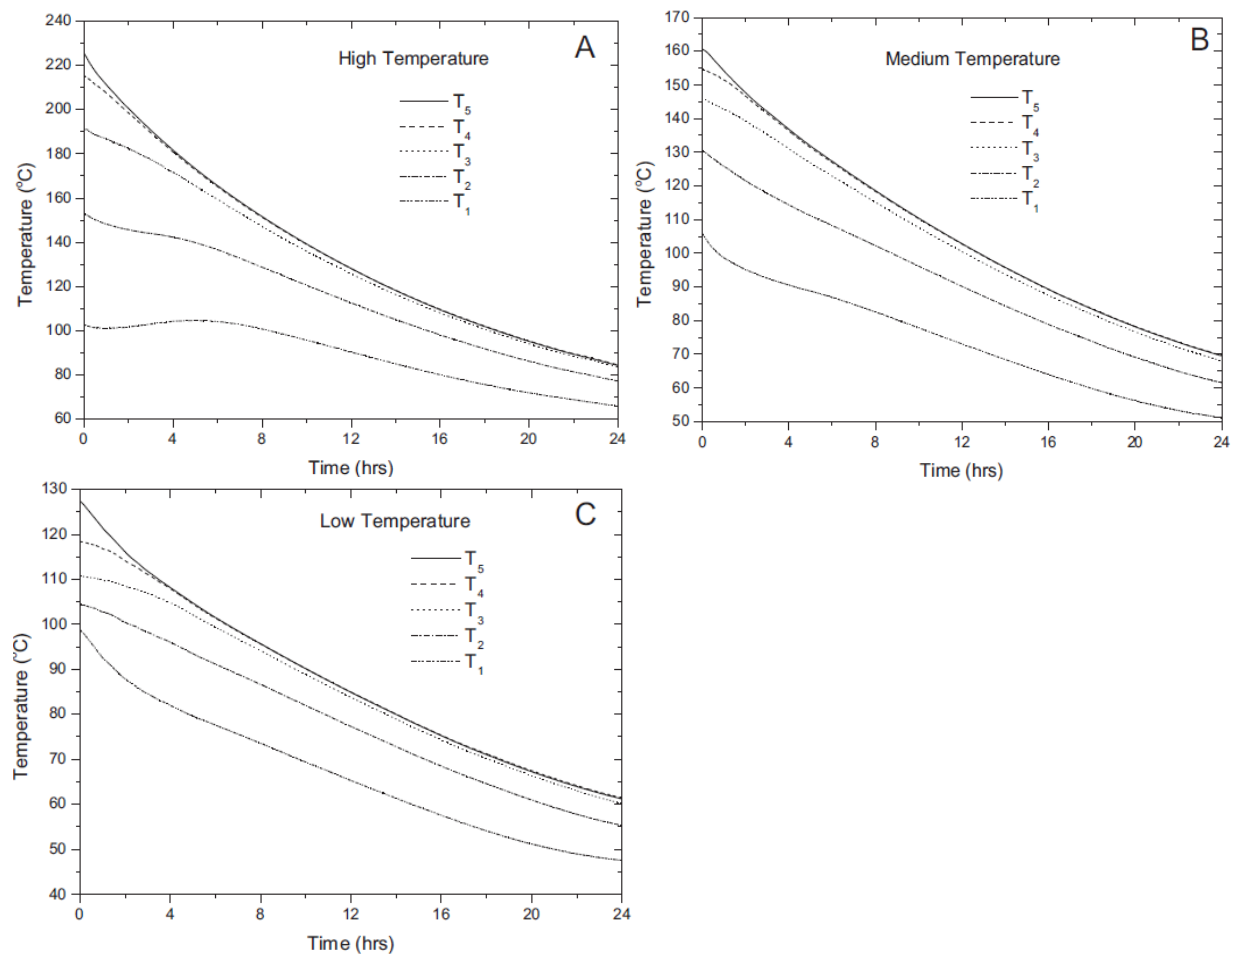 A
High Temperature
T5
T4
T3
T2
T1
240
220
200
180
160
140
120
100
80
60
0 4 8 12 16 20 24
Temperature (°C)
Time (hrs)
B
Medium Temperature
T5
T4
T3
T2
T1
170
160
150
140
130
120
110
100
90
80
70
60
50
0 4 8 12 16 20 24
Temperature (°C)
Time (hrs)
C
Low Temperature
T5
T4
T3
T2
T1
130
120
110
100
90
80
70
60
50
40
0 4 8 12 16 20 24
Temperature (°C)
Time (hrs)